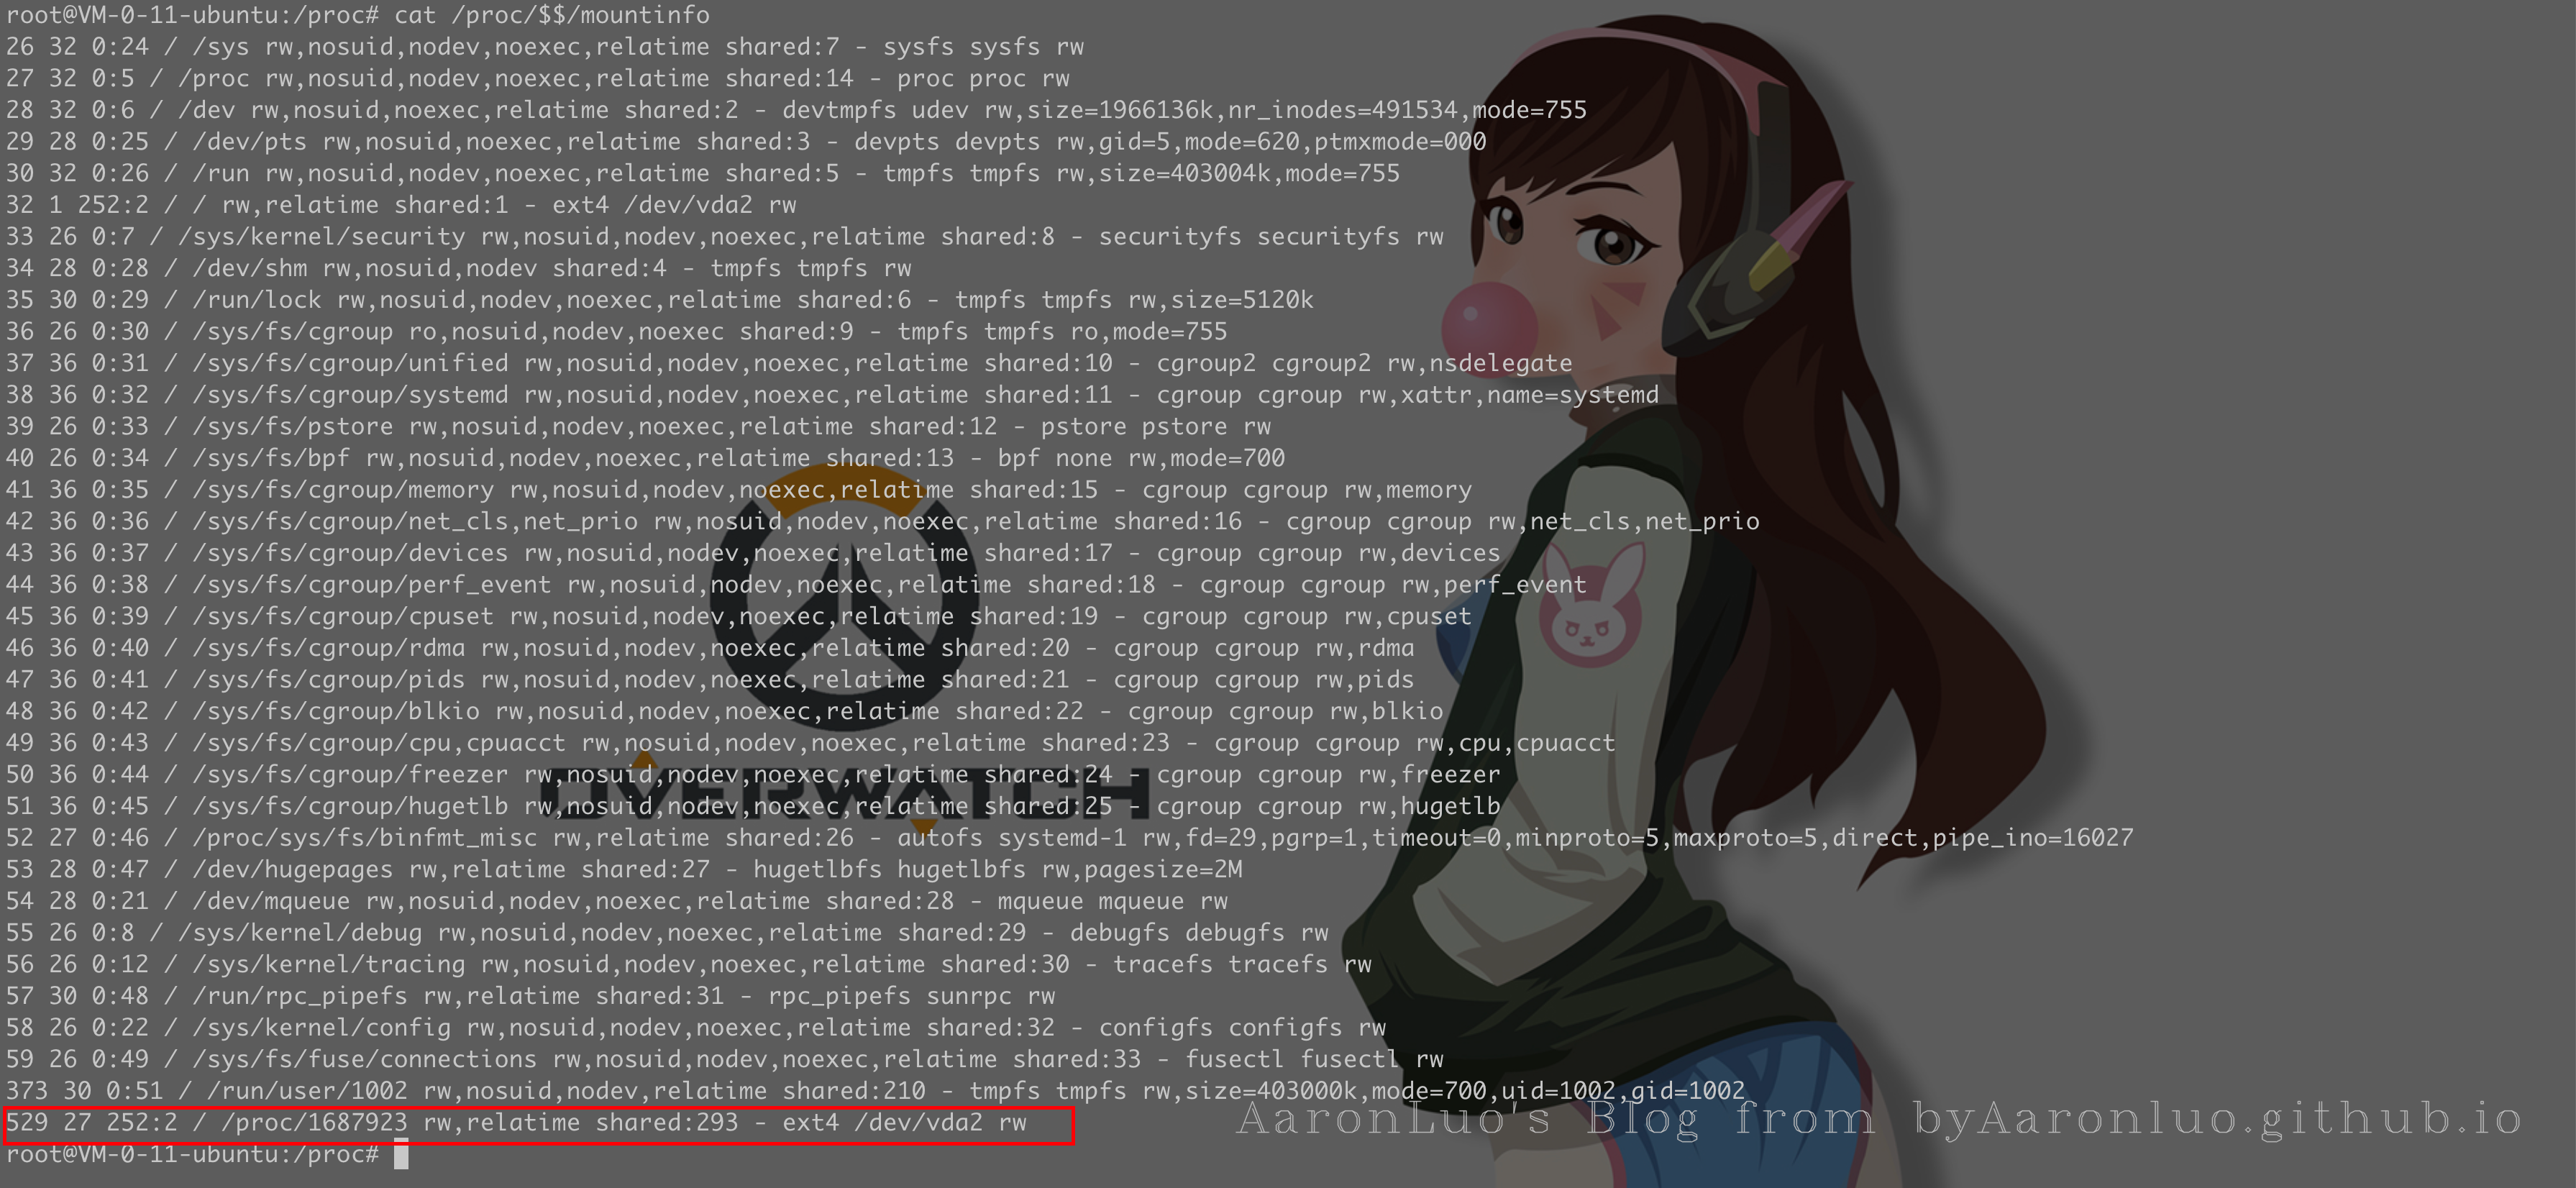 root@VM-0-11-ubuntu:/proc# cat /proc/$$/mountinfo
26 32 0:24 / /sys rw,nosuid,nodev,noexec,relatime shared:7 - sysfs sysfs rw
27 32 0:5 / /proc rw,nosuid,nodev,noexec,relatime shared:14 - proc proc rw
28 32 0:6 / /dev rw,nosuid,noexec,relatime shared:2 - devtmpfs udev rw,size=1966136k,nr_inodes=491534,mode=755
29 28 0:25 / /dev/pts rw,nosuid,noexec,relatime shared:3 - devpts devpts rw,gid=5,mode=620,ptmxmode=000
30 32 0:26 / /run rw,nosuid,nodev,noexec,relatime shared:5 - tmpfs tmpfs rw,size=403004k,mode=755
32 1 252:2 / / rw,relatime shared:1 - ext4 /dev/vda2 rw
33 26 0:7 / /sys/kernel/security rw,nosuid,nodev,noexec,relatime shared:8 - securityfs securityfs rw
34 28 0:28 / /dev/shm rw,nosuid,nodev shared:4 - tmpfs tmpfs rw
35 30 0:29 / /run/lock rw,nosuid,nodev,noexec,relatime shared:6 - tmpfs tmpfs rw,size=5120k
36 26 0:30 / /sys/fs/cgroup ro,nosuid,nodev,noexec shared:9 - tmpfs tmpfs ro,mode=755
37 36 0:31 / /sys/fs/cgroup/unified rw,nosuid,nodev,noexec,relatime shared:10 - cgroup2 cgroup2 rw,nsdelegate
38 36 0:32 / /sys/fs/cgroup/systemd rw,nosuid,nodev,noexec,relatime shared:11 - cgroup cgroup rw,xattr,name=systemd
39 26 0:33 / /sys/fs/pstore rw,nosuid,nodev,noexec,relatime shared:12 - pstore pstore rw
40 26 0:34 / /sys/fs/bpf rw,nosuid,nodev,noexec,relatime shared:13 - bpf none rw,mode=700
41 36 0:35 / /sys/fs/cgroup/memory rw,nosuid,nodev,noexec,relatime shared:15 - cgroup cgroup rw,memory
42 36 0:36 / /sys/fs/cgroup/net_cls,net_prio rw,nosuid,nodev,noexec,relatime shared:16 - cgroup cgroup rw,net_cls,net_prio
43 36 0:37 / /sys/fs/cgroup/devices rw,nosuid,nodev,noexec,relatime shared:17 - cgroup cgroup rw,devices
44 36 0:38 / /sys/fs/cgroup/perf_event rw,nosuid,nodev,noexec,relatime shared:18 - cgroup cgroup rw,perf_event
45 36 0:39 / /sys/fs/cgroup/cpuset rw,nosuid,nodev,noexec,relatime shared:19 - cgroup cgroup rw,cpuset
46 36 0:40 / /sys/fs/cgroup/rdma rw,nosuid,nodev,noexec,relatime shared:20 - cgroup cgroup rw,rdma
47 36 0:41 / /sys/fs/cgroup/pids rw,nosuid,nodev,noexec,relatime shared:21 - cgroup cgroup rw,pids
48 36 0:42 / /sys/fs/cgroup/blkio rw,nosuid,nodev,noexec,relatime shared:22 - cgroup cgroup rw,blkio
49 36 0:43 / /sys/fs/cgroup/cpu,cpuacct rw,nosuid,nodev,noexec,relatime shared:23 - cgroup cgroup rw,cpu,cpuacct
50 36 0:44 / /sys/fs/cgroup/freezer rw,nosuid,nodev,noexec,relatime shared:24 - cgroup cgroup rw,freezer
OVERWATCH
51 36 0:45 / /sys/fs/cgroup/hugetlb rw,nosuid,nodev,noexec,relatime shared:25 - cgroup cgroup rw,hugetlb
52 27 0:46 / /proc/sys/fs/binfmt_misc rw,relatime shared:26 - autofs systemd-1 rw,fd=29,pgrp=1,timeout=0,minproto=5,maxproto=5,direct,pipe_ino=16027
53 28 0:47 / /dev/hugepages rw,relatime shared:27 - hugetlbfs hugetlbfs rw,pagesize=2M
54 28 0:21 / /dev/mqueue rw,nosuid,nodev,noexec,relatime shared:28 - mqueue mqueue rw
55 26 0:8 / /sys/kernel/debug rw,nosuid,nodev,noexec,relatime shared:29 - debugfs debugfs rw
56 26 0:12 / /sys/kernel/tracing rw,nosuid,nodev,noexec,relatime shared:30 - tracefs tracefs rw
57 30 0:48 / /run/rpc_pipefs rw,relatime shared:31 - rpc_pipefs sunrpc rw
58 26 0:22 / /sys/kernel/config rw,nosuid,nodev,noexec,relatime shared:32 - configfs configfs rw
59 26 0:49 / /sys/fs/fuse/connections rw,nosuid,nodev,noexec,relatime shared:33 - fusectl fusectl rw
373 30 0:51 / /run/user/1002 rw,nosuid,nodev,relatime shared:210 - tmpfs tmpfs rw,size=403000k,mode=700,uid=1002,gid=1002
529 27 252:2 / /proc/1687923 rw,relatime shared:293 - ext4 /dev/vda2 rw
AaronLuo's Blog from byAaronluo.github.io
root@VM-0-11-ubuntu:/proc#